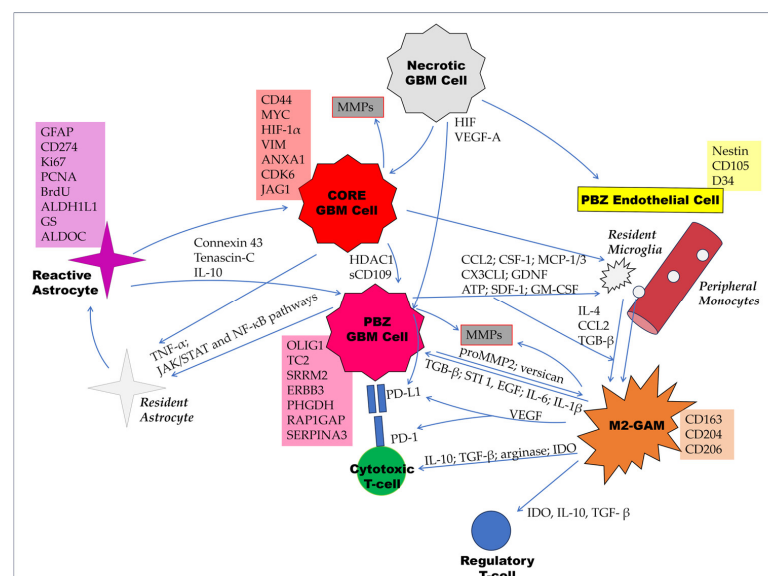 Necrotic
GBM Cell
HIF
VEGF-A
MMPs
CD44
MYC
HIF-1α
VIM
ANXA1
CDK6
JAG1
GFAP
CD274
Ki67
PCNA
BrdU
ALDH1L1
GS
ALDOC
Nestin
CD105
D34
PBZ Endothelial Cell
CORE
GBM Cell
Reactive
Astrocyte
Connexin 43
Tenascin-C
IL-10
HDAC1
sCD109
CCL2; CSF-1; MCP-1/3
CX3CLI; GDNF
ATP; SDF-1; GM-CSF
Resident
Microglia
Peripheral
Monocytes
IL-4
CCL2
TGB-β
TNF-α;
JAK/STAT and NF-κB pathways
PBZ
GBM Cell
MMPs
proMMP2; versican
TGB-β; STI 1, EGF; IL-6; IL-1β
Resident
Astrocyte
OLIG1
TC2
SRRM2
ERBB3
PHGDH
RAP1GAP
SERPINA3
PD-L1
PD-1
VEGF
M2-GAM
CD163
CD204
CD206
Cytotoxic
T-cell
IL-10; TGF-β; arginase; IDO
IDO, IL-10, TGF- β
Regulatory
T-cell